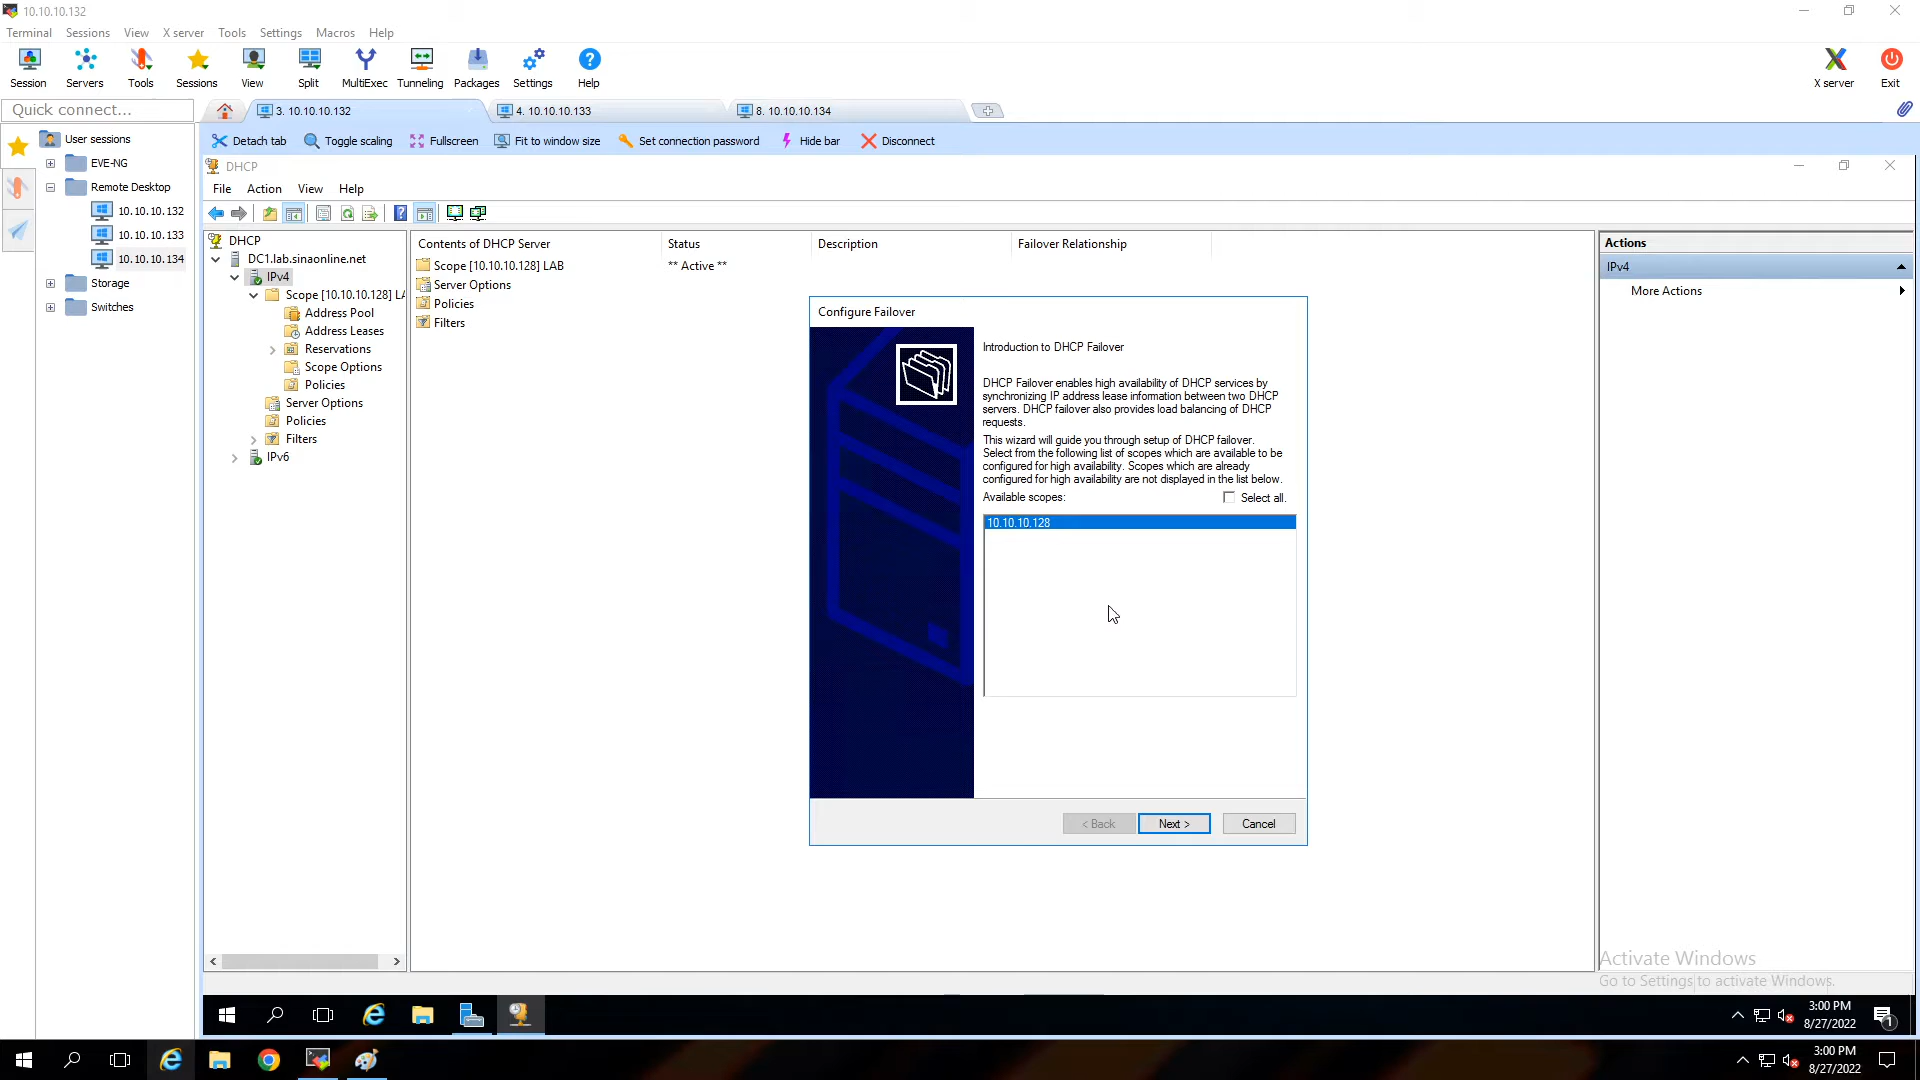 10.10.10.132
Terminal Sessions View X server Tools Settings Macros Help
Session Servers Tools Sessions View Split MultiExec Tunneling Packages Settings Help X server Exit
Quick connect... 3. 10.10.10.132 4. 10.10.10.133 8. 10.10.10.134
Detach tab Toggle scaling Fullscreen Fit to window size Set connection password Hide bar Disconnect
User sessions
EVE-NG
Remote Desktop
10.10.10.132
10.10.10.133
10.10.10.134
Storage
Switches
DHCP
File Action View Help
DHCP
DC1.lab.sinaonline.net
IPv4
Scope [10.10.10.128] LA
Address Pool
Address Leases
Reservations
Scope Options
Policies
Server Options
Policies
Filters
IPv6
Contents of DHCP Server Status Description Failover Relationship
Scope [10.10.10.128] LAB ** Active **
Server Options
Policies
Filters
Configure Failover
Introduction to DHCP Failover
DHCP Failover enables high availability of DHCP services by
synchronizing IP address lease information between two DHCP
servers. DHCP failover also provides load balancing of DHCP
requests.
This wizard will guide you through setup of DHCP failover.
Select from the following list of scopes which are available to be
configured for high availability. Scopes which are already
configured for high availability are not displayed in the list below.
Available scopes: Select all.
10.10.10.128
< Back Next > Cancel
Actions
IPv4
More Actions
Activate Windows
Go to Settings to activate Windows.
3:00 PM
8/27/2022
1
3:00 PM
8/27/2022